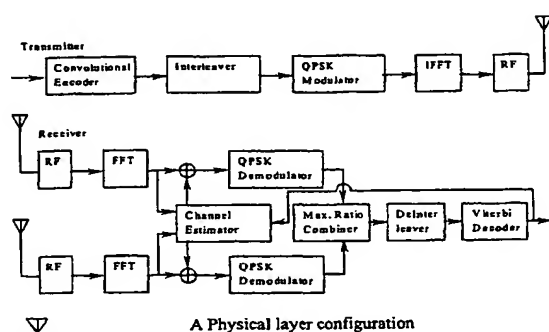 Transmitter
Convolutional
Encoder
Interleaver
QPSK
Modulator
IFFT
RF
Receiver
RF
FFT
QPSK
Demodulator
Channel
Estimator
Max. Ratio
Combiner
DeInter
leaver
Viterbi
Decoder
RF
FFT
QPSK
Demodulator
A Physical layer configuration